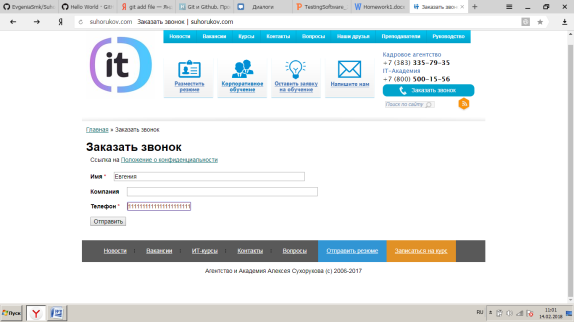 EvgeniaSmk/Suh
Hello World - Git
git add file — Ян
Git и Github. Пр
Диалоги
TestingSoftware_
Homework1.docx
Заказать звонок |
suhorukov.com Заказать звонок | suhorukov.com
Новости Вакансии Курсы Контакты Вопросы Наши друзья Преподаватели Руководство
it
Разместить резюме
Корпоративное обучение
Оставить заявку на обучение
Напишите нам
Кадровое агентство
+7 (383) 335-79-35
IT-Академия
+7 (800) 500-15-56
Заказать звонок
Поиск по сайту
Главная » Заказать звонок
Заказать звонок
Ссылка на Положение о конфиденциальности
Имя * Евгения
Компания
Телефон *
Отправить
Новости Вакансии ИТ-курсы Контакты Вопросы Отправить резюме Записаться на курс
Агентство и Академия Алексея Сухорукова (c) 2006-2017
Пуск
RU
11:01
14.02.2018